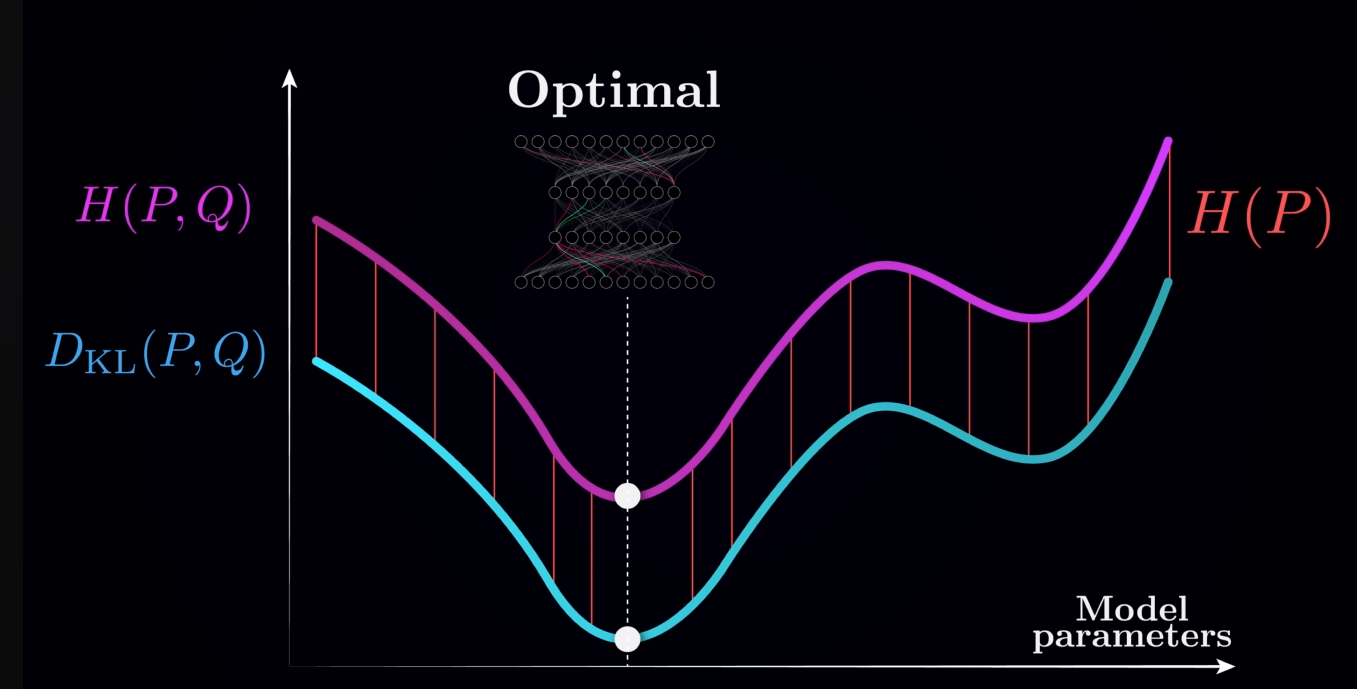 Optimal
H(P, Q)
H(P)
D_KL(P, Q)
Model
parameters